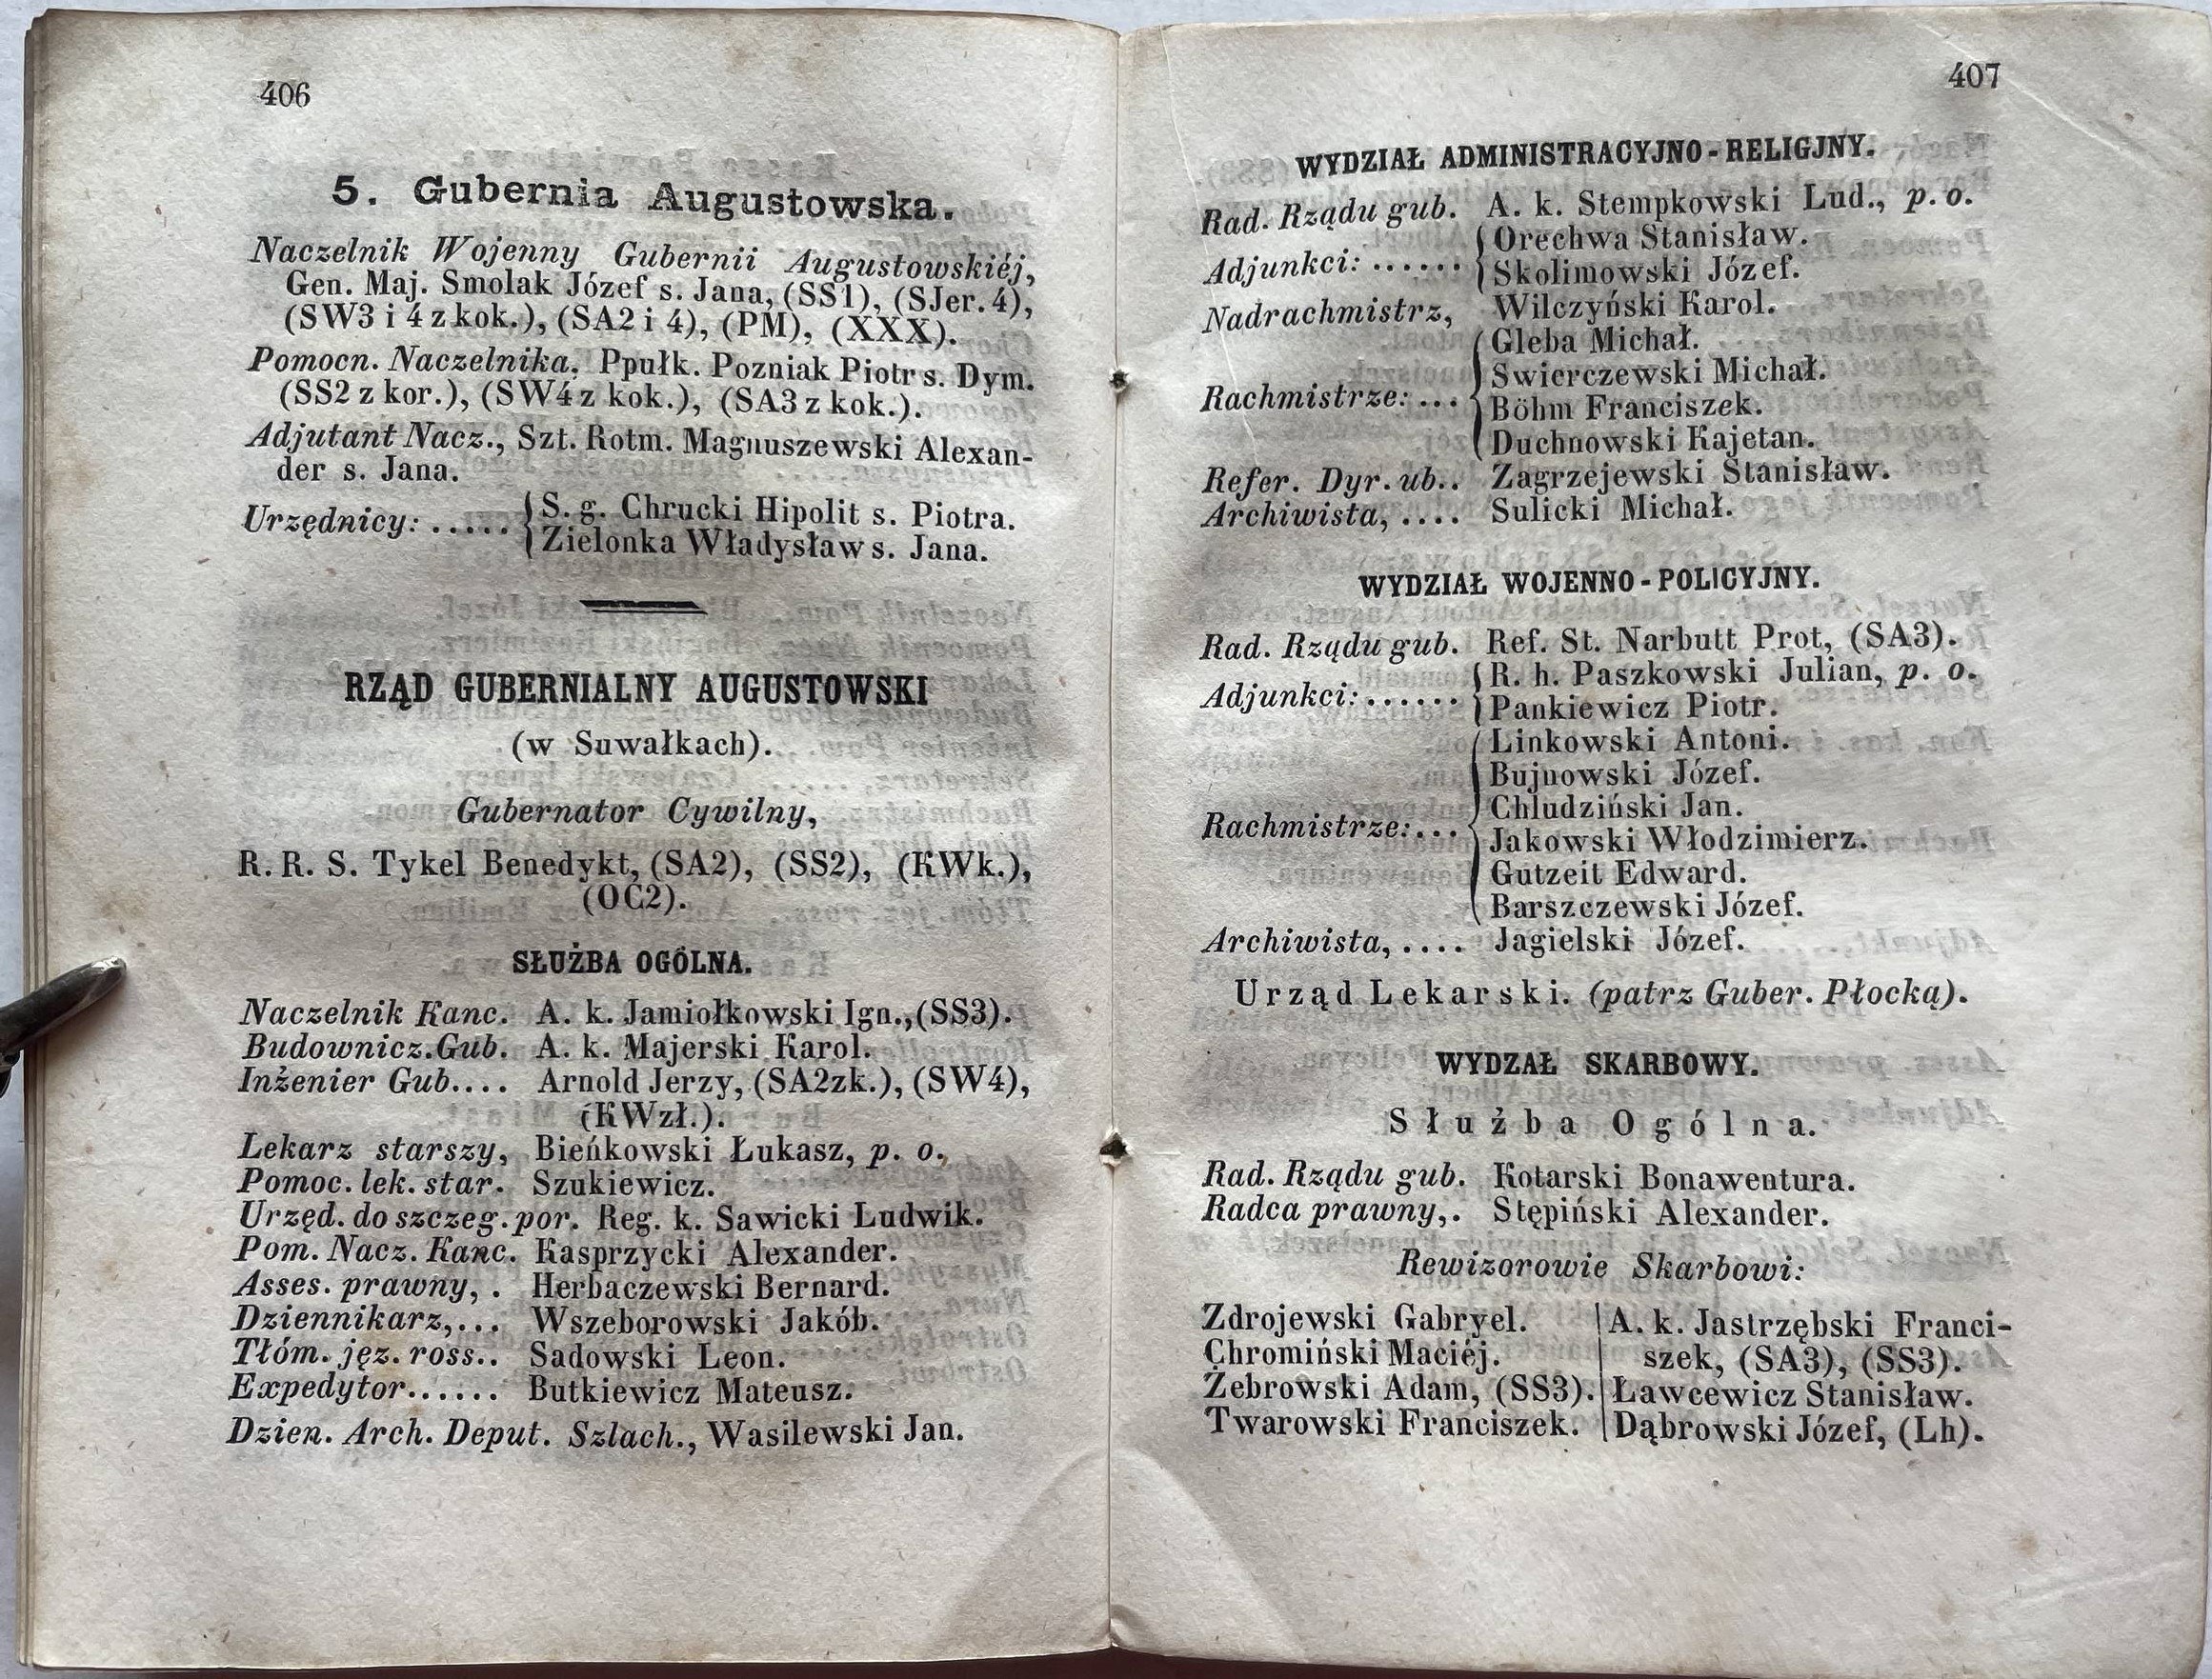 406
5. Gubernia Augustowska.
Naczelnik Wojenny Gubernii Augustowskiéj,
Gen. Maj. Smolak Józef s. Jana, (SS1), (SJer. 4),
(SW3 i 4 z kok.), (SA2 i 4), (PM), (XXX).
Pomocn. Naczelnika, Ppułk. Pozniak Piotr s. Dym.
(SS2 z kor.), (SW4 z kok.), (SA3 z kok.).
Adjutant Nacz., Szt. Rotm. Magnuszewski Alexan-
der s. Jana.
Urzędnicy: ..... S. g. Chrucki Hipolit s. Piotra.
Zielonka Władysław s. Jana.
RZĄD GUBERNIALNY AUGUSTOWSKI
(w Suwałkach).
Gubernator Cywilny,
R. R. S. Tykel Benedykt, (SA2), (SS2), (KWk.),
(OC2).
SŁUŻBA OGÓLNA.
Naczelnik Kanc. A. k. Jamiołkowski Ign.,(SS3).
Budownicz.Gub. A. k. Majerski Karol.
Inżenier Gub.... Arnold Jerzy, (SA2zk.), (SW4),
(KWzł.).
Lekarz starszy, Bieńkowski Łukasz, p. o.
Pomoc. lek. star. Szukiewicz.
Urzęd. do szczeg. por. Reg. k. Sawicki Ludwik.
Pom. Nacz. Kanc. Kasprzycki Alexander.
Asses. prawny, . Herbaczewski Bernard.
Dziennikarz,... Wszeborowski Jakób.
Tłóm. jęz. ross.. Sadowski Leon.
Expedytor...... Butkiewicz Mateusz.
Dzien. Arch. Deput. Szlach., Wasilewski Jan.
407
WYDZIAŁ ADMINISTRACYJNO-RELIGJNY.
Rad. Rządu gub. A. k. Stempkowski Lud., p. o.
Orechwa Stanisław.
Adjunkci: ...... Skolimowski Józef.
Nadrachmistrz, Wilczyński Karol.
Gleba Michał.
Swierczewski Michał.
Rachmistrze: ... Böhm Franciszek.
Duchnowski Kajetan.
Refer. Dyr. ub.. Zagrzejewski Stanisław.
Archiwista, .... Sulicki Michał.
WYDZIAŁ WOJENNO-POLICYJNY.
Rad. Rządu gub. Ref. St. Narbutt Prot, (SA3).
Adjunkci: ...... R. h. Paszkowski Julian, p. o.
Pankiewicz Piotr.
Linkowski Antoni.
Bujnowski Józef.
Chludziński Jan.
Rachmistrze:... Jakowski Włodzimierz.
Gutzeit Edward.
Barszczewski Józef.
Archiwista, .... Jagielski Józef.
Urząd Lekarski. (patrz Guber. Płocką).
WYDZAŁ SKARBOWY.
Służba Ogólna.
Rad. Rządu gub. Kotarski Bonawentura.
Radca prawny,. Stępiński Alexander.
Rewizorowie Skarbowi:
Zdrojewski Gabryel.
Chromiński Maciéj.
Żebrowski Adam, (SS3).
Twarowski Franciszek.
A. k. Jastrzębski Franci-
szek, (SA3), (SS3).
Ławcewicz Stanisław.
Dąbrowski Józef, (Lh).